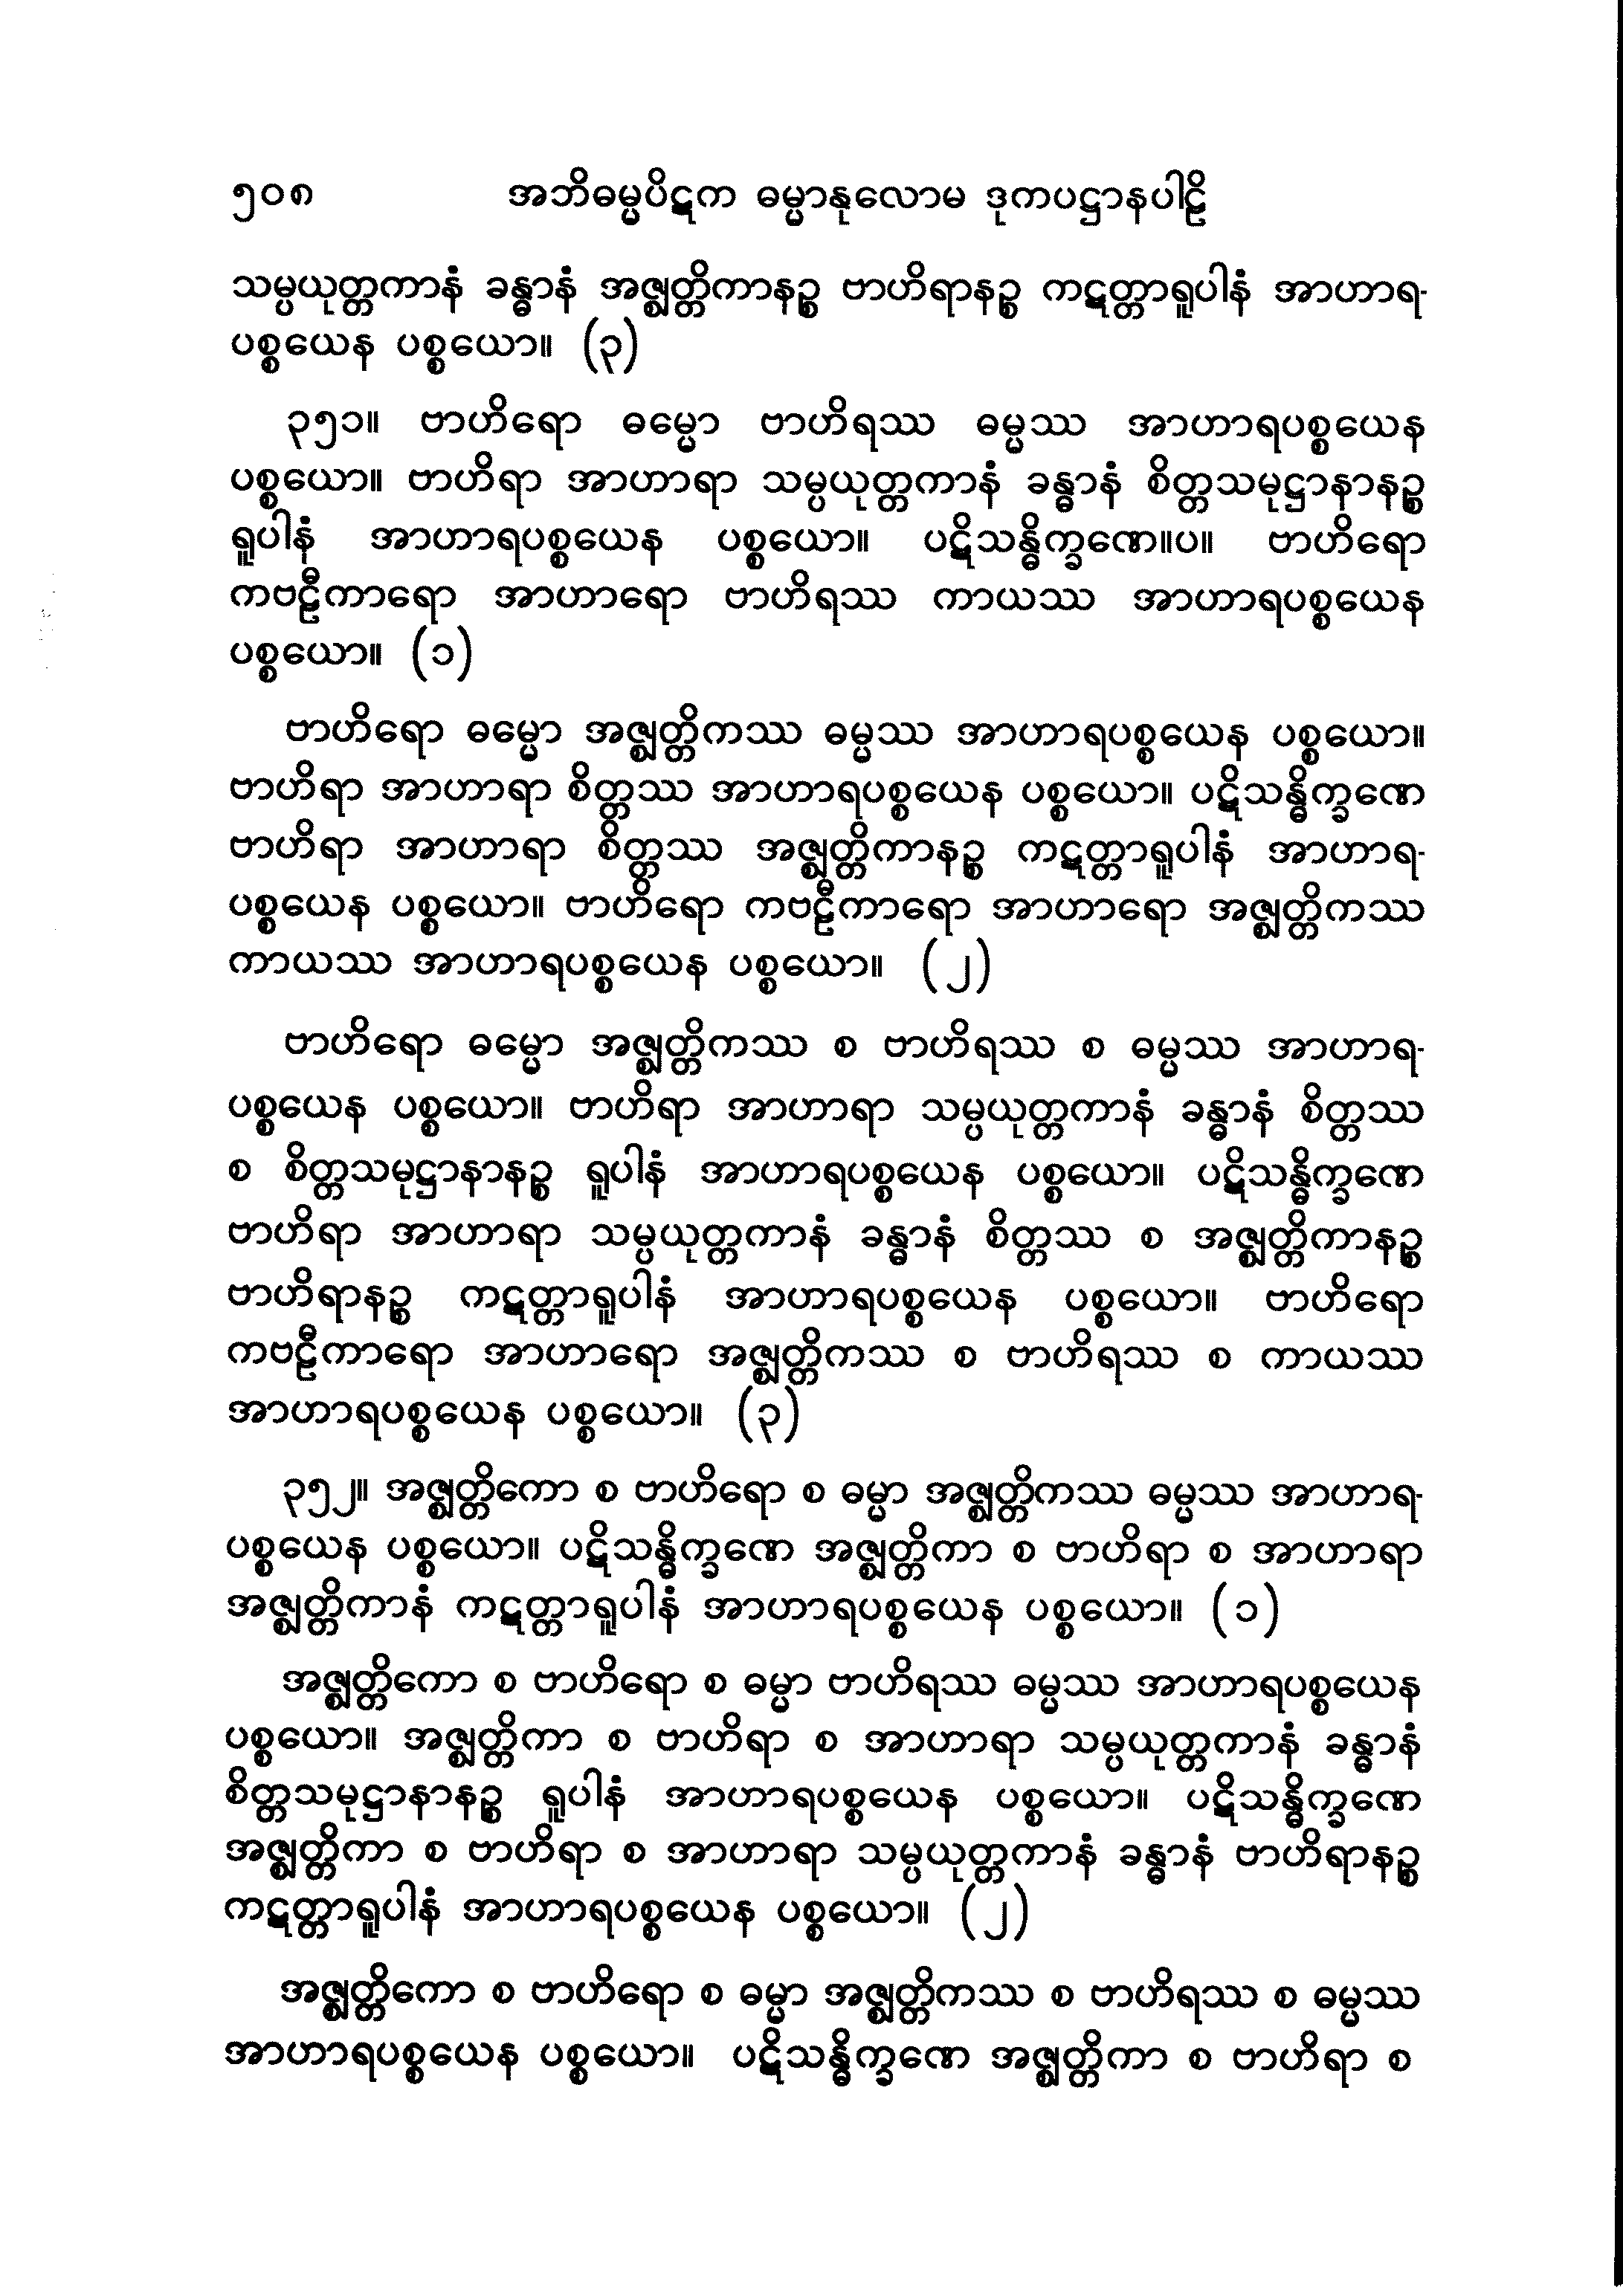 ၅၀၈ အဘိဓမ္မပိဋက ဓမ္မာနုလောမ ဒုကပဋ္ဌာနပါဠိ
သမ္ပယုတ္တကာနံ ခန္ဓာနံ အဇ္ဈတ္တိကာနဉ္စ ဗာဟိရာနဉ္စ ကဋတ္တာရူပါနံ အာဟာရ-
ပစ္စယေန ပစ္စယော။ (၃)
၃၅၁။ ဗာဟိရော ဓမ္မော ဗာဟိရဿ ဓမ္မဿ အာဟာရပစ္စယေန
ပစ္စယော။ ဗာဟိရာ အာဟာရာ သမ္ပယုတ္တကာနံ ခန္ဓာနံ စိတ္တသမုဋ္ဌာနာနဉ္စ
ရူပါနံ အာဟာရပစ္စယေန ပစ္စယော။ ပဋိသန္ဓိက္ခဏေ။ပ။ ဗာဟိရော
ကဗဠီကာရော အာဟာရော ဗာဟိရဿ ကာယဿ အာဟာရပစ္စယေန
ပစ္စယော။ (၁)
ဗာဟိရော ဓမ္မော အဇ္ဈတ္တိကဿ ဓမ္မဿ အာဟာရပစ္စယေန ပစ္စယော။
ဗာဟိရာ အာဟာရာ စိတ္တဿ အာဟာရပစ္စယေန ပစ္စယော။ ပဋိသန္ဓိက္ခဏေ
ဗာဟိရာ အာဟာရာ စိတ္တဿ အဇ္ဈတ္တိကာနဉ္စ ကဋတ္တာရူပါနံ အာဟာရ-
ပစ္စယေန ပစ္စယော။ ဗာဟိရော ကဗဠီကာရော အာဟာရော အဇ္ဈတ္တိကဿ
ကာယဿ အာဟာရပစ္စယေန ပစ္စယော။ (၂)
ဗာဟိရော ဓမ္မော အဇ္ဈတ္တိကဿ စ ဗာဟိရဿ စ ဓမ္မဿ အာဟာရ-
ပစ္စယေန ပစ္စယော။ ဗာဟိရာ အာဟာရာ သမ္ပယုတ္တကာနံ ခန္ဓာနံ စိတ္တဿ
စ စိတ္တသမုဋ္ဌာနာနဉ္စ ရူပါနံ အာဟာရပစ္စယေန ပစ္စယော။ ပဋိသန္ဓိက္ခဏေ
ဗာဟိရာ အာဟာရာ သမ္ပယုတ္တကာနံ ခန္ဓာနံ စိတ္တဿ စ အဇ္ဈတ္တိကာနဉ္စ
ဗာဟိရာနဉ္စ ကဋတ္တာရူပါနံ အာဟာရပစ္စယေန ပစ္စယော။ ဗာဟိရော
ကဗဠီကာရော အာဟာရော အဇ္ဈတ္တိကဿ စ ဗာဟိရဿ စ ကာယဿ
အာဟာရပစ္စယေန ပစ္စယော။ (၃)
၃၅၂။ အဇ္ဈတ္တိကော စ ဗာဟိရော စ ဓမ္မာ အဇ္ဈတ္တိကဿ ဓမ္မဿ အာဟာရ-
ပစ္စယေန ပစ္စယော။ ပဋိသန္ဓိက္ခဏေ အဇ္ဈတ္တိကာ စ ဗာဟိရာ စ အာဟာရာ
အဇ္ဈတ္တိကာနံ ကဋတ္တာရူပါနံ အာဟာရပစ္စယေန ပစ္စယော။ (၁)
အဇ္ဈတ္တိကော စ ဗာဟိရော စ ဓမ္မာ ဗာဟိရဿ ဓမ္မဿ အာဟာရပစ္စယေန
ပစ္စယော။ အဇ္ဈတ္တိကာ စ ဗာဟိရာ စ အာဟာရာ သမ္ပယုတ္တကာနံ ခန္ဓာနံ
စိတ္တသမုဋ္ဌာနာနဉ္စ ရူပါနံ အာဟာရပစ္စယေန ပစ္စယော။ ပဋိသန္ဓိက္ခဏေ
အဇ္ဈတ္တိကာ စ ဗာဟိရာ စ အာဟာရာ သမ္ပယုတ္တကာနံ ခန္ဓာနံ ဗာဟိရာနဉ္စ
ကဋတ္တာရူပါနံ အာဟာရပစ္စယေန ပစ္စယော။ (၂)
အဇ္ဈတ္တိကော စ ဗာဟိရော စ ဓမ္မာ အဇ္ဈတ္တိကဿ စ ဗာဟိရဿ စ ဓမ္မဿ
အာဟာရပစ္စယေန ပစ္စယော။ ပဋိသန္ဓိက္ခဏေ အဇ္ဈတ္တိကာ စ ဗာဟိရာ စ